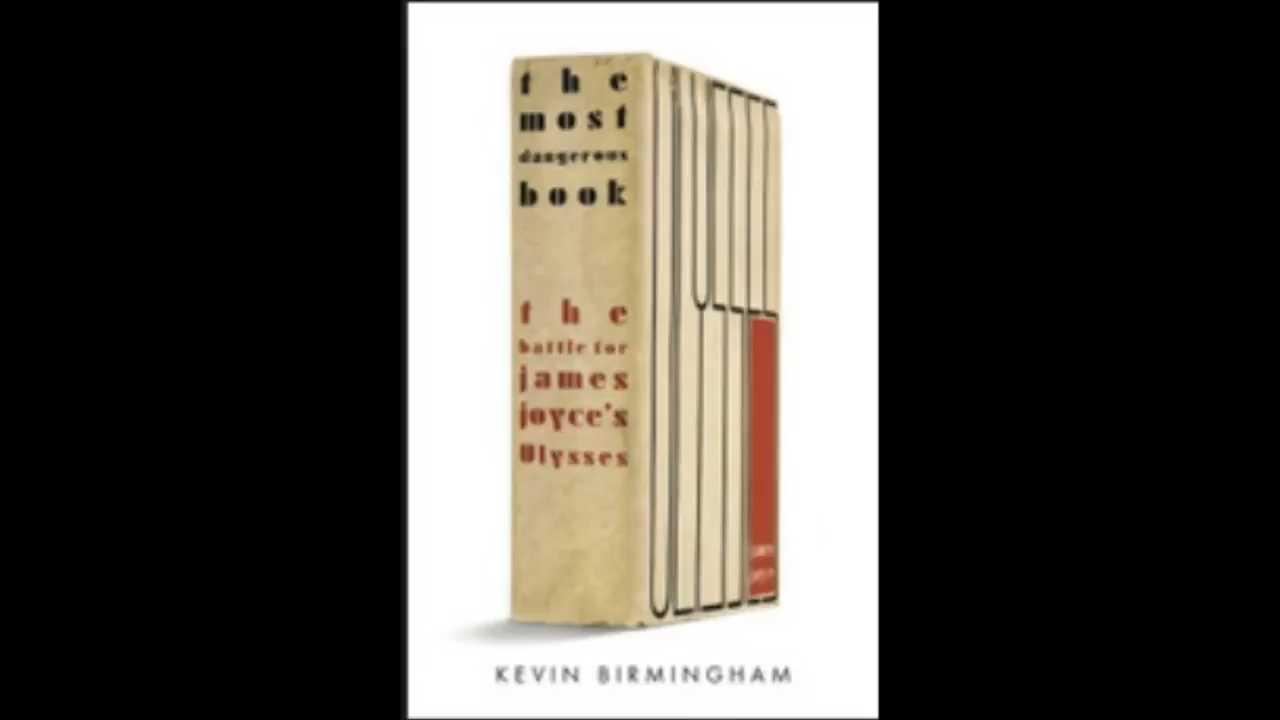 the
most
dangerous
book
the
battle for
james
joyce's
Ulysses
KEVIN BIRMINGHAM